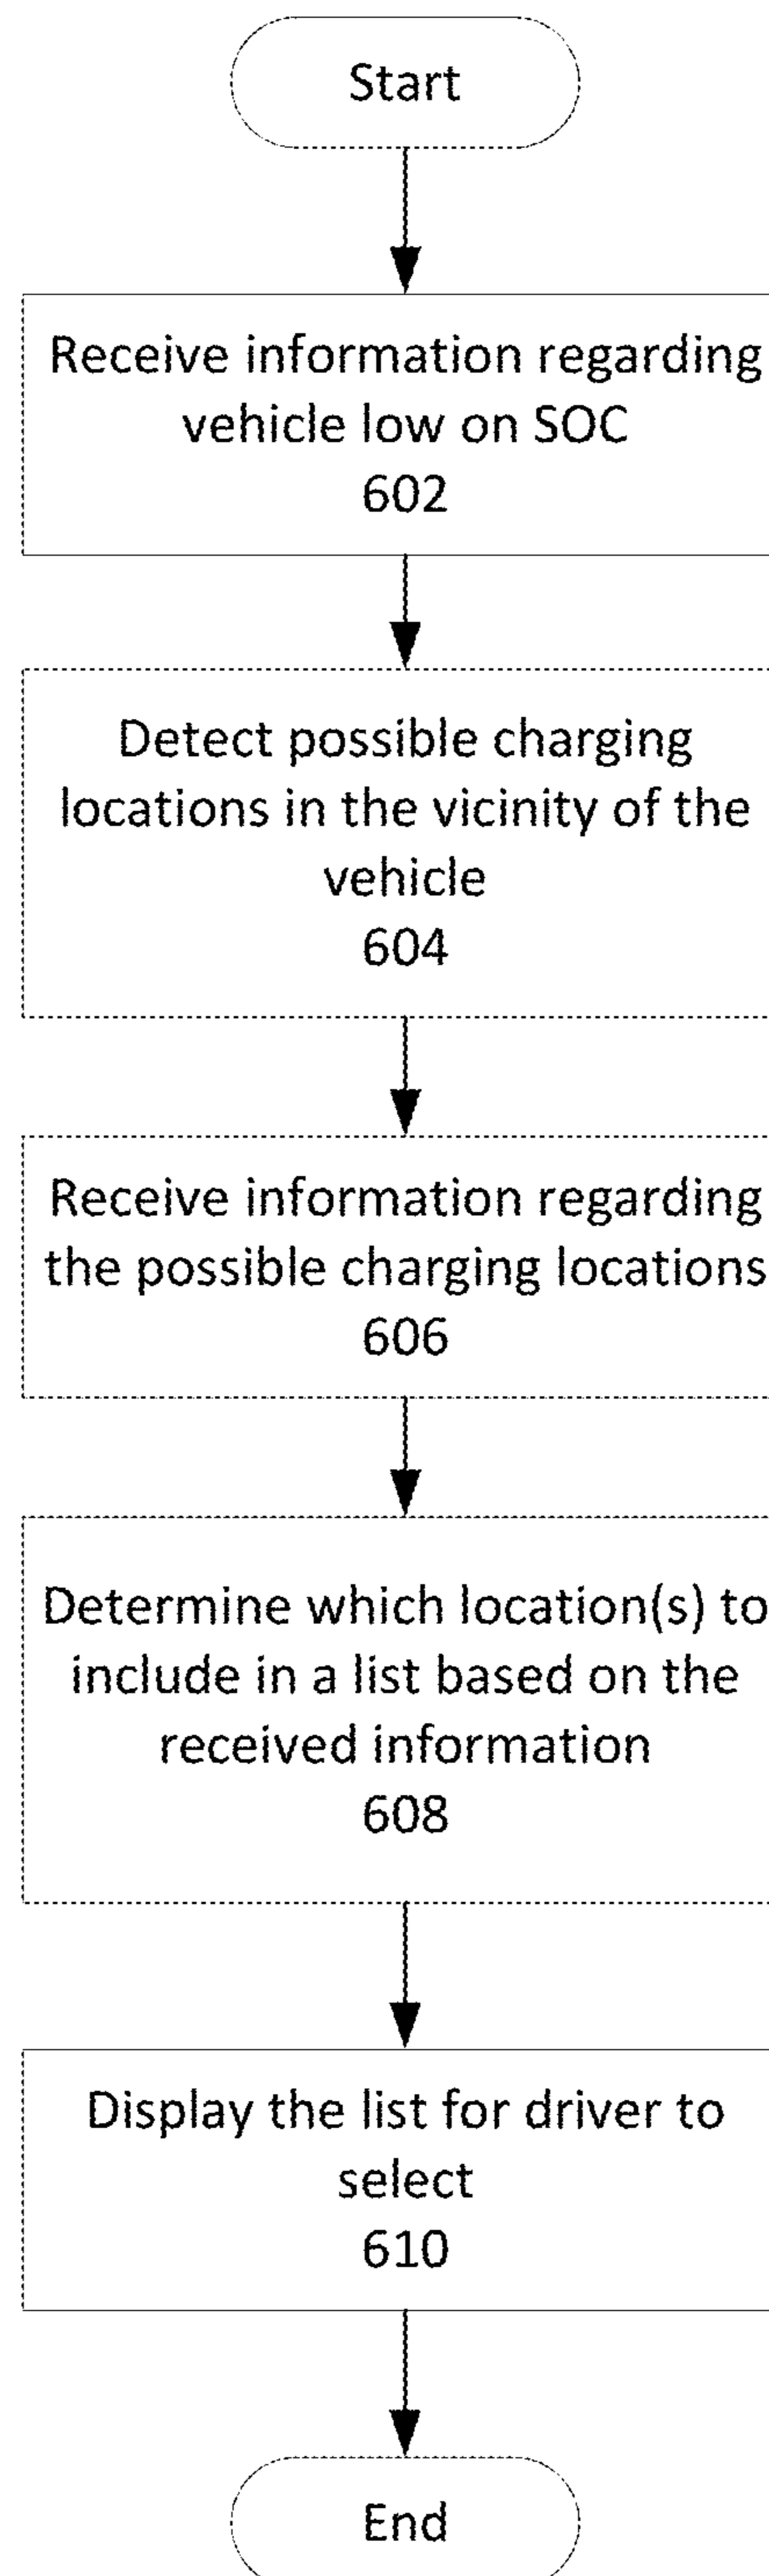 Start
Receive information regarding
vehicle low on SOC
602
Detect possible charging
locations in the vicinity of the
vehicle
604
Receive information regarding
the possible charging locations
606
Determine which location(s) to
include in a list based on the
received information
608
Display the list for driver to
select
610
End